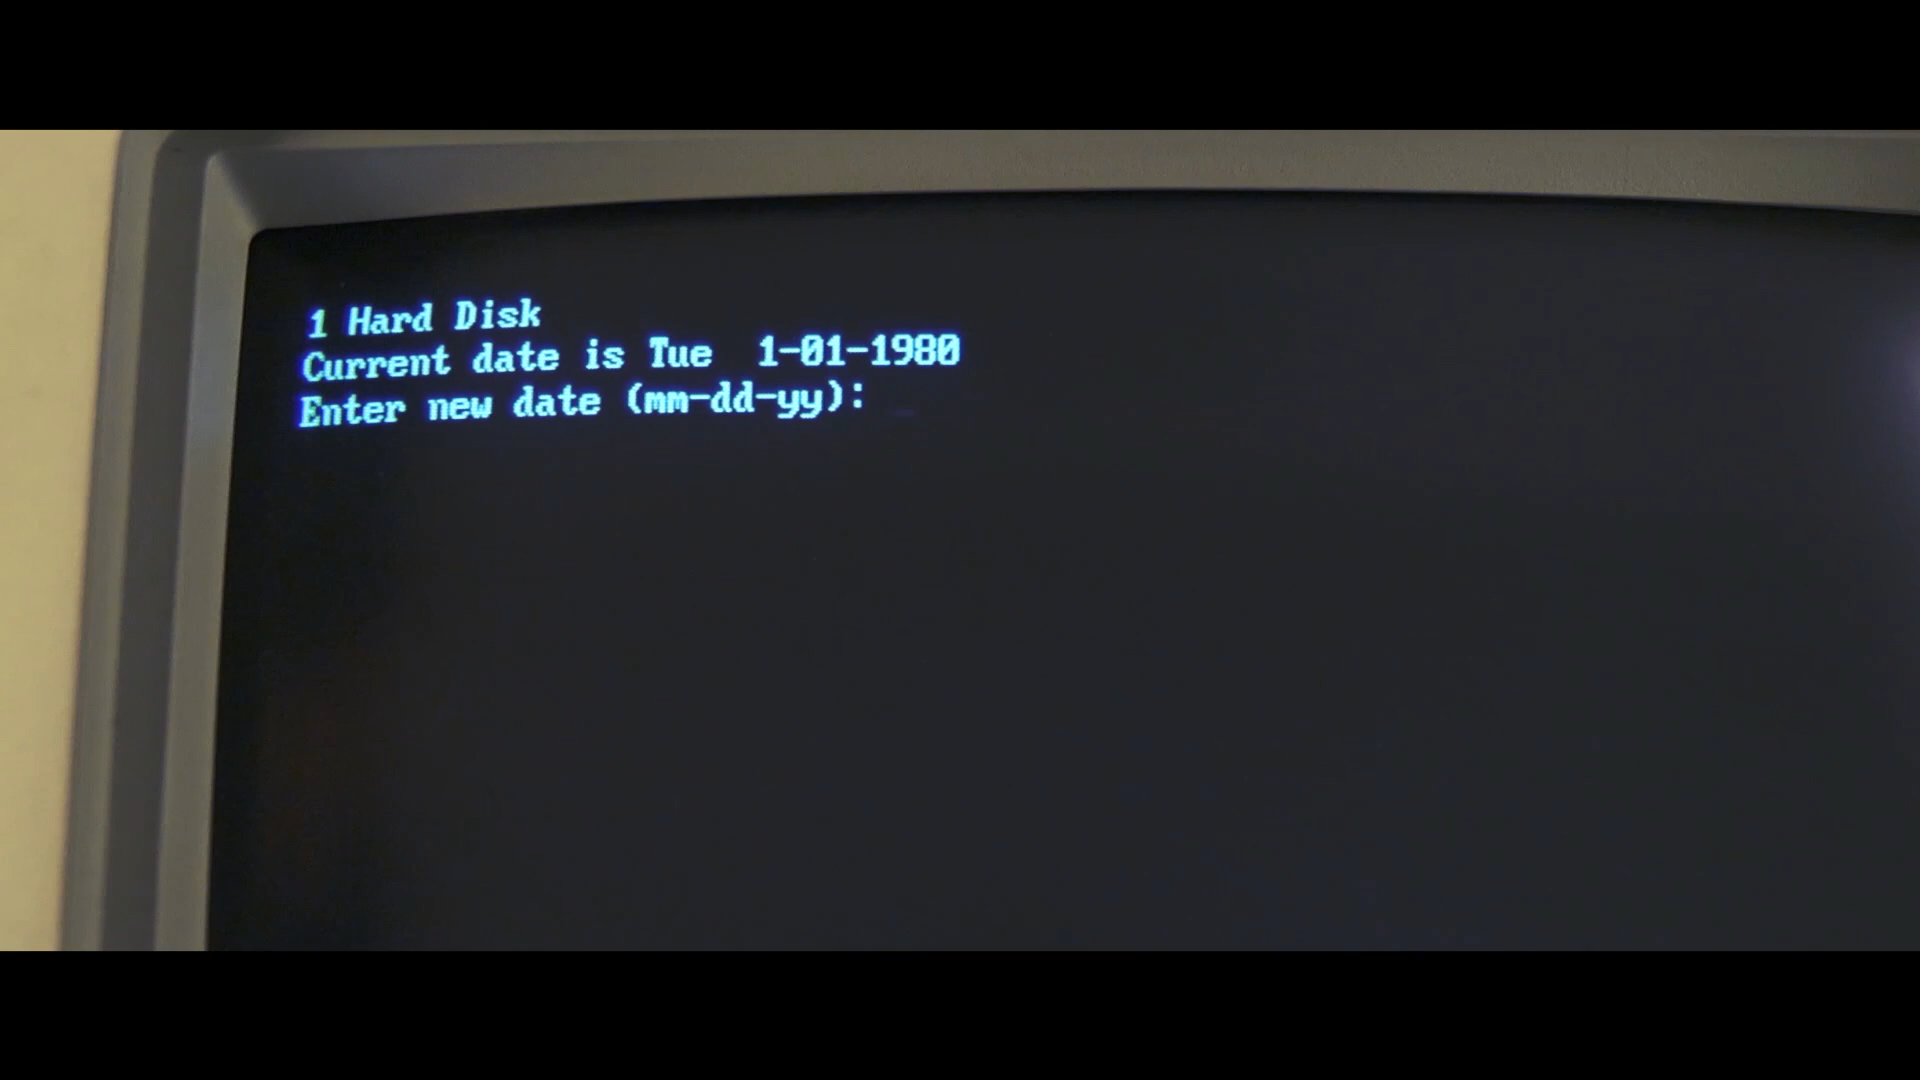 1 Hard Disk
Current date is Tue  1-01-1980
Enter new date (mm-dd-yy):